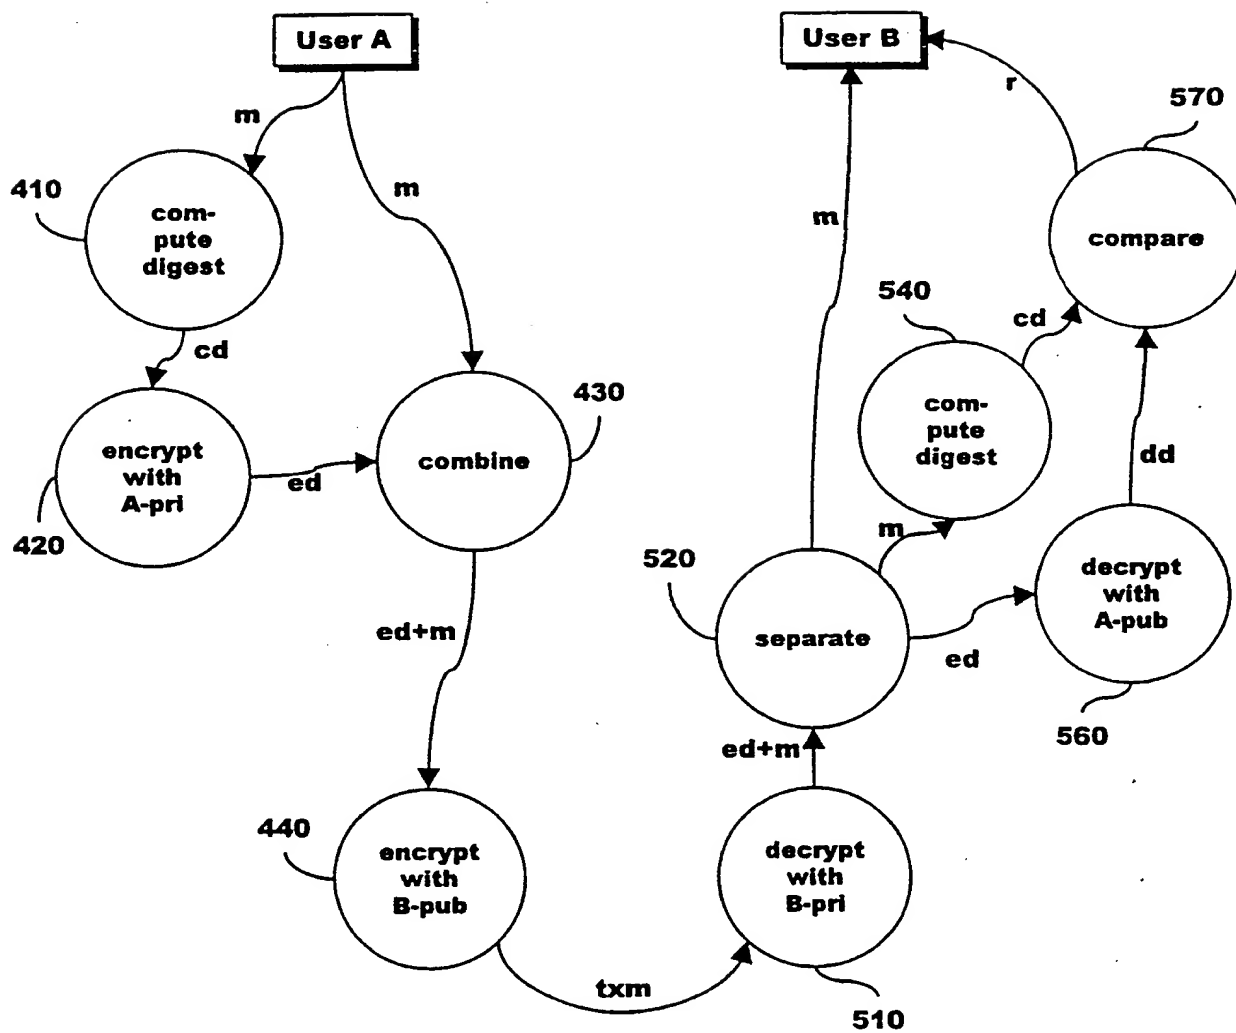 User A
User B
m
r
570
410
com-
pute
digest
m
m
compare
540
cd
cd
430
com-
pute
digest
encrypt
with
A-pri
ed
combine
dd
420
m
520
decrypt
with
A-pub
ed+m
separate
ed
560
ed+m
440
encrypt
with
B-pub
decrypt
with
B-pri
txm
510